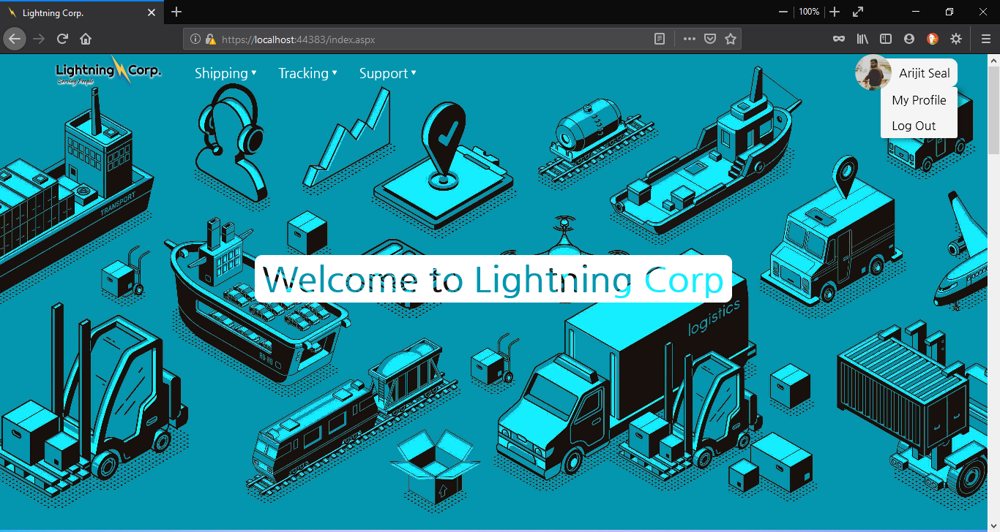 Lightning Corp.
100%
https://localhost:44383/index.aspx
Lightning Corp.
Serving People
Shipping ▾
Tracking ▾
Support ▾
Arijit Seal
My Profile
Log Out
TRANSPORT
Welcome to Lightning Corp
logistics
RO-RO